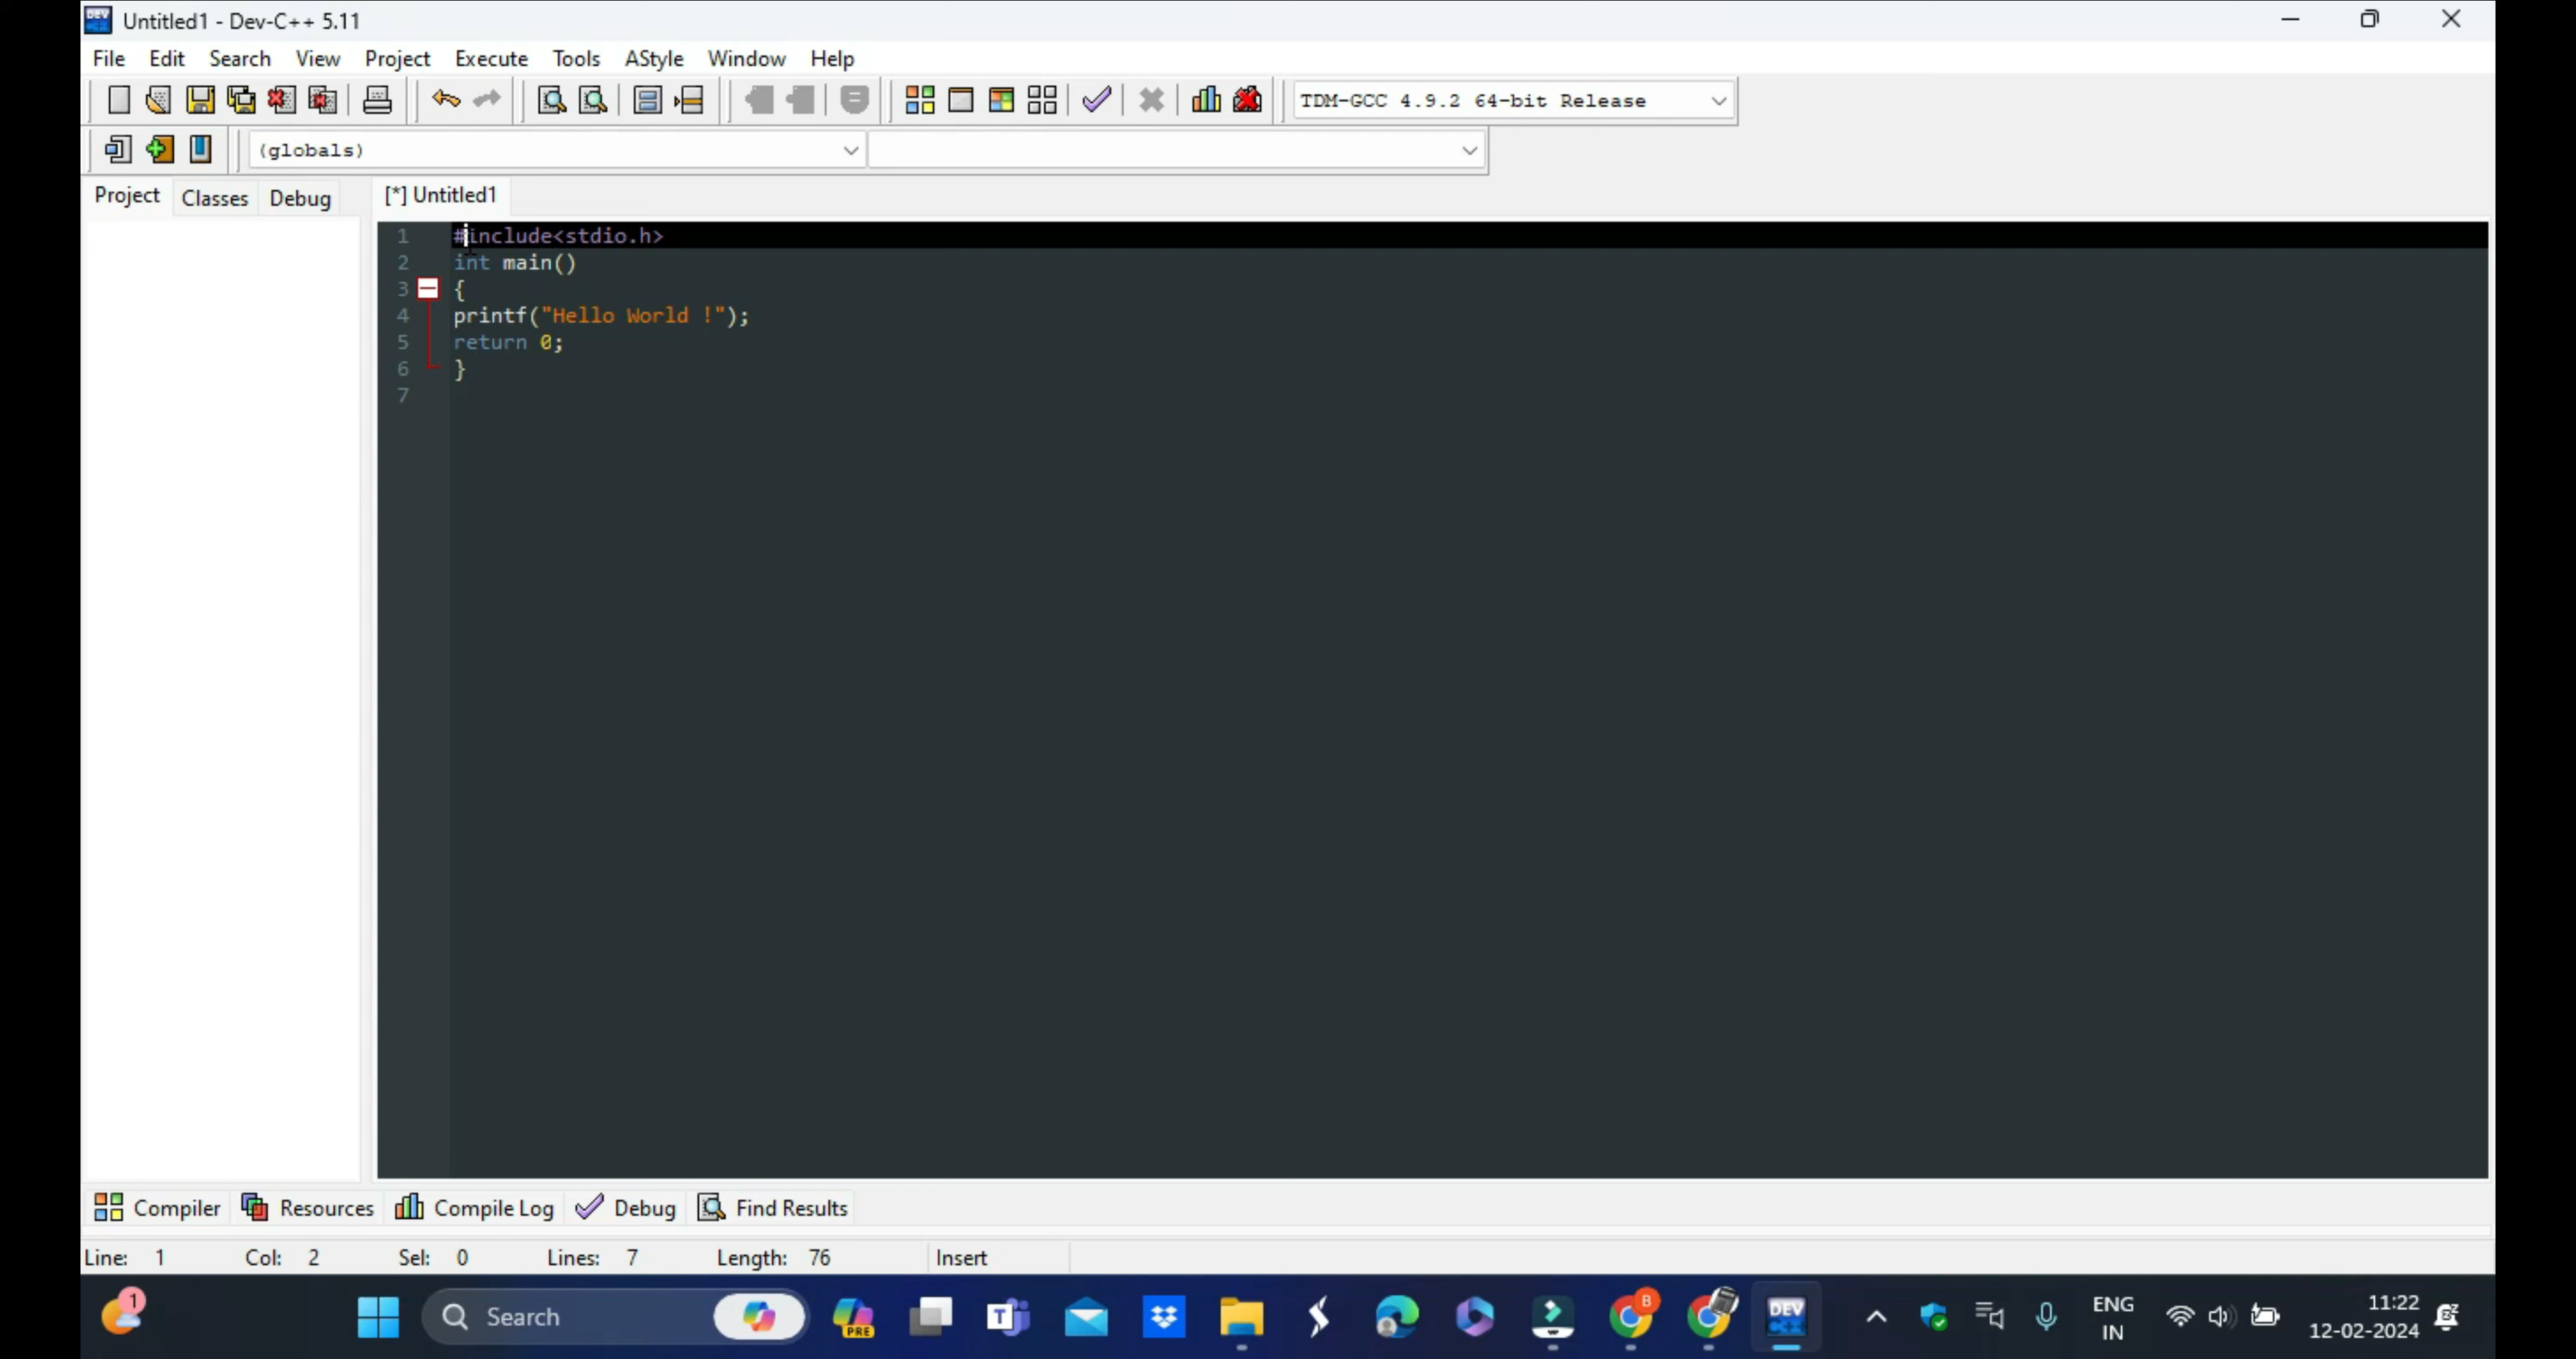 Untitled1 - Dev-C++ 5.11
File Edit Search View Project Execute Tools AStyle Window Help
TDM-GCC 4.9.2 64-bit Release
(globals)
Project Classes Debug [*] Untitled1
1 #include<stdio.h>
2 int main()
3 {
4 printf("Hello World !");
5 return 0;
6 }
7
Compiler Resources Compile Log Debug Find Results
Line: 1 Col: 2 Sel: 0 Lines: 7 Length: 76 Insert
1 Search PRE T B DEV ENG 11:22
IN 12-02-2024